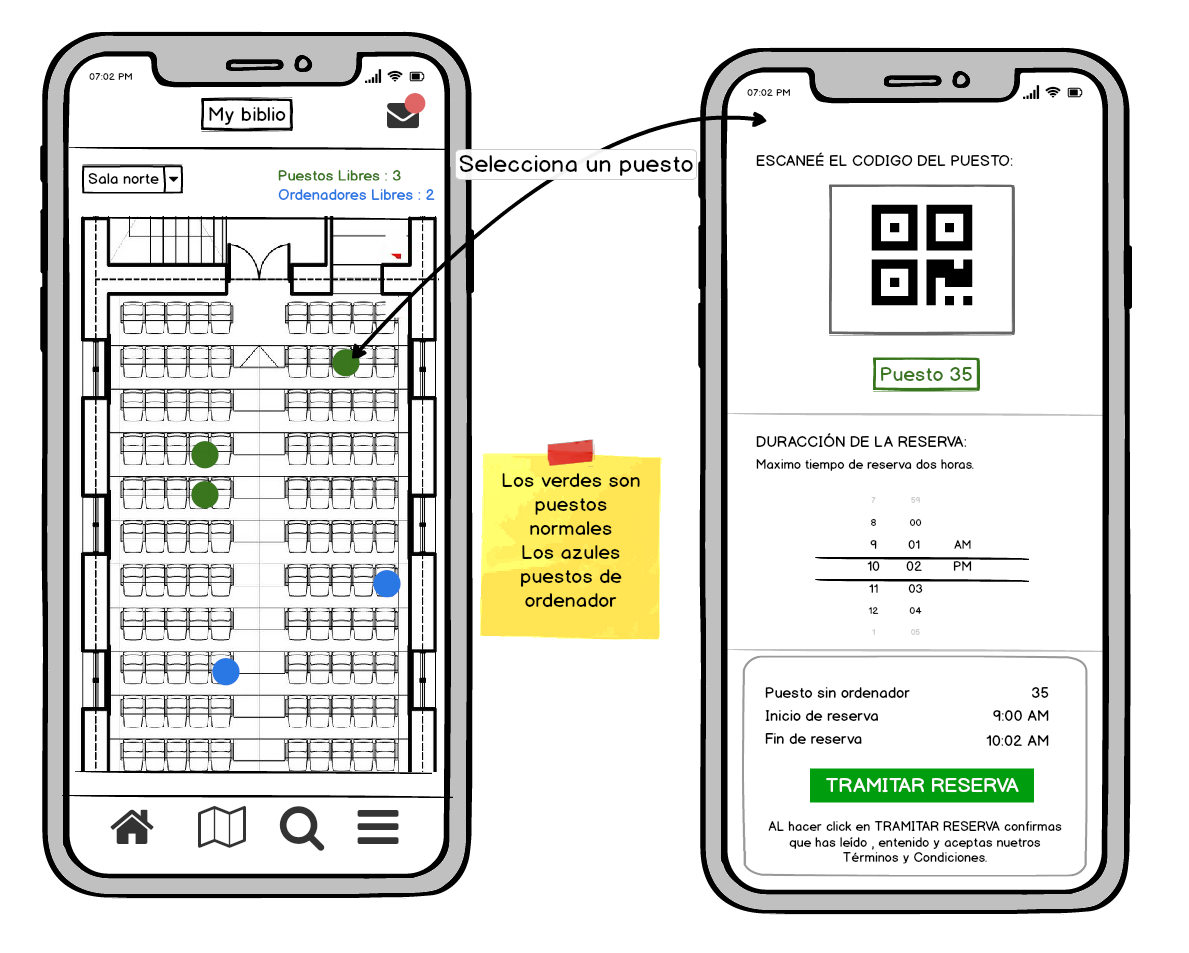 07:02 PM
My biblio
Sala norte
Puestos Libres : 3
Ordenadores Libres : 2
Selecciona un puesto
Los verdes son
puestos
normales
Los azules
puestos de
ordenador
07:02 PM
ESCANEÉ EL CODIGO DEL PUESTO:
Puesto 35
DURACCIÓN DE LA RESERVA:
Maximo tiempo de reserva dos horas.
7 59
8 00
9 01 AM
10 02 PM
11 03
12 04
1 05
Puesto sin ordenador 35
Inicio de reserva 9:00 AM
Fin de reserva 10:02 AM
TRAMITAR RESERVA
AL hacer click en TRAMITAR RESERVA confirmas
que has leído , entenido y aceptas nuetros
Términos y Condiciones.